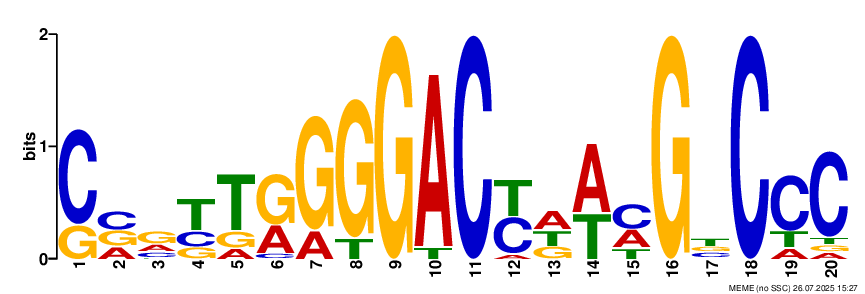 2
bits
1
0
C C G T T G G G G A C T A A C G T C C C
G G A C G A A T T C T T A G T T
A C G A C A G T C A G
A
1 2 3 4 5 6 7 8 9 10 11 12 13 14 15 16 17 18 19 20
MEME (no SSC) 26.07.2025 15:27